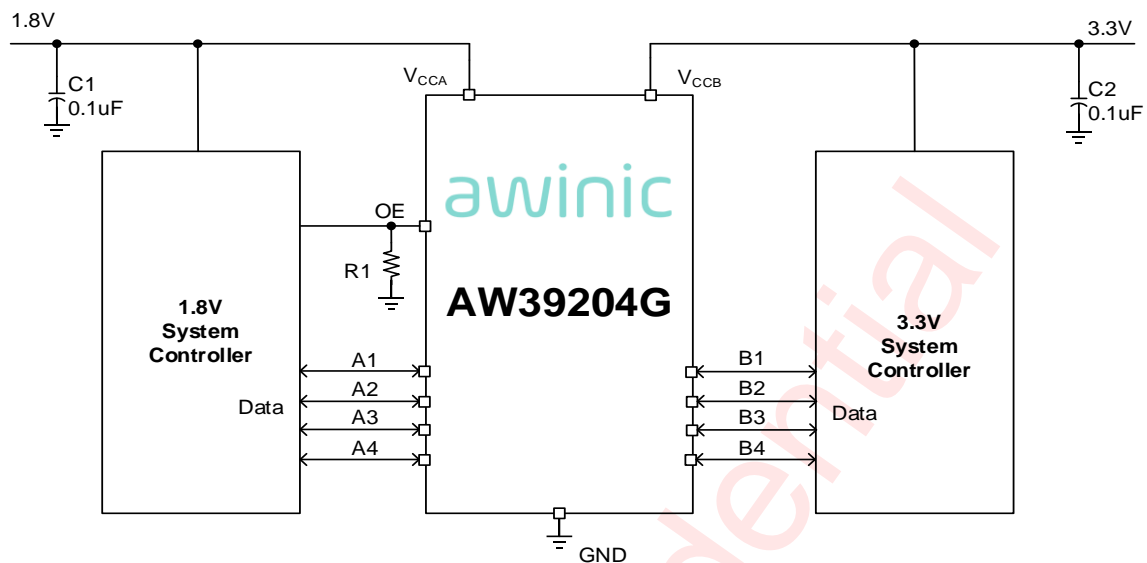 1.8V
3.3V
C1
0.1uF
VCCA
VCCB
C2
0.1uF
awinic
OE
R1
AW39204G
1.8V
System
Controller
3.3V
System
Controller
A1
A2
A3
A4
Data
B1
B2
B3
B4
Data
GND